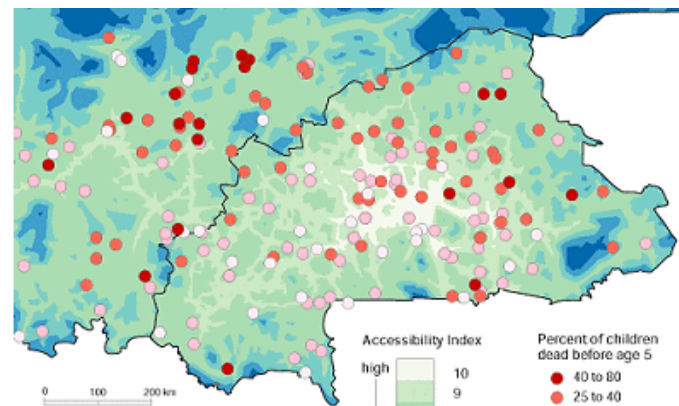 Accessibility Index
high
10
9
Percent of children
dead before age 5
40 to 80
25 to 40
0 100 200 km